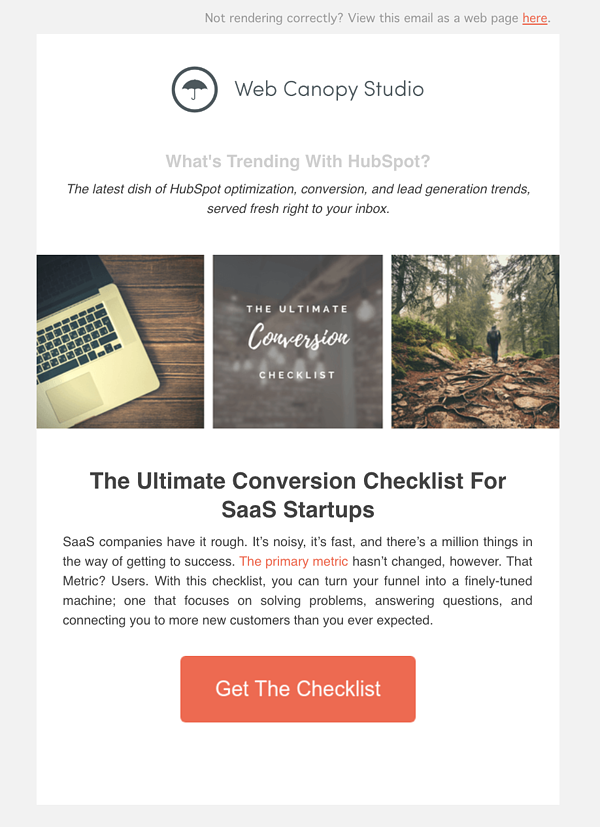 Not rendering correctly? View this email as a web page here.
Web Canopy Studio
What's Trending With HubSpot?
The latest dish of HubSpot optimization, conversion, and lead generation trends,
served fresh right to your inbox.
THE ULTIMATE
Conversion
CHECKLIST
The Ultimate Conversion Checklist For
SaaS Startups
SaaS companies have it rough. It’s noisy, it’s fast, and there’s a million things in
the way of getting to success. The primary metric hasn’t changed, however. That
Metric? Users. With this checklist, you can turn your funnel into a finely-tuned
machine; one that focuses on solving problems, answering questions, and
connecting you to more new customers than you ever expected.
Get The Checklist